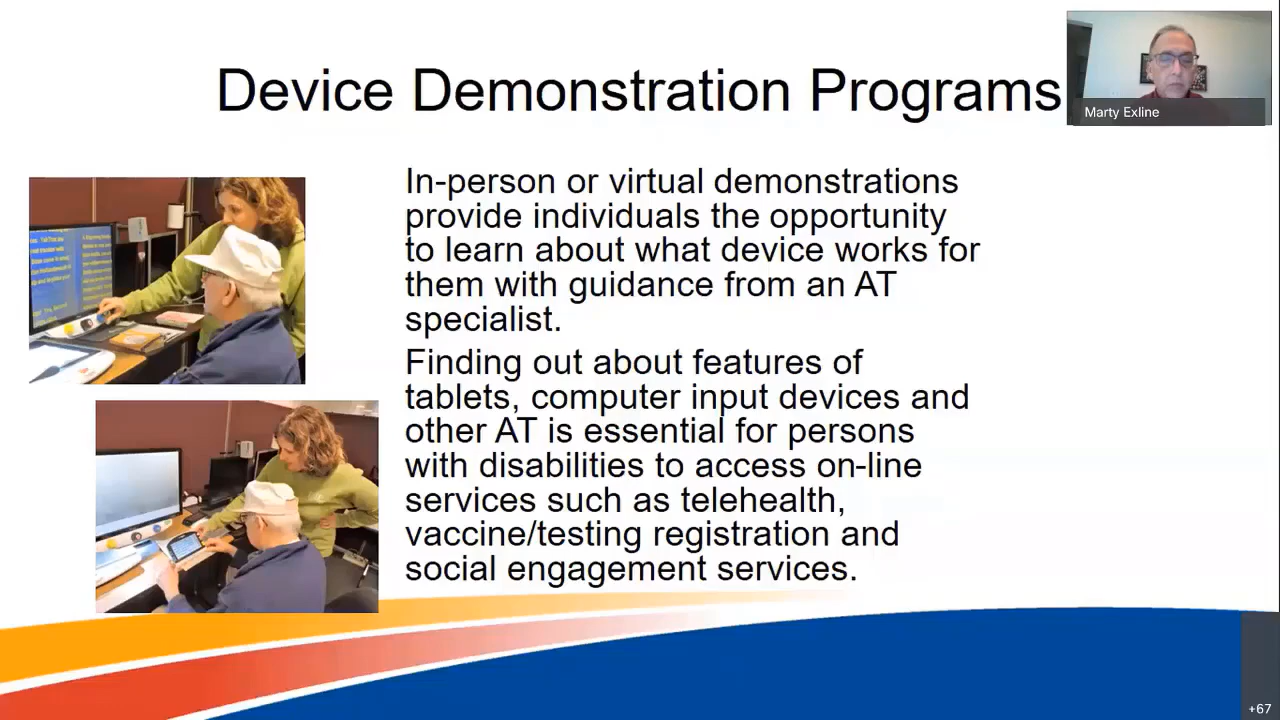 Device Demonstration Programs
Marty Exline
In-person or virtual demonstrations
provide individuals the opportunity
to learn about what device works for
them with guidance from an AT
specialist.
Finding out about features of
tablets, computer input devices and
other AT is essential for persons
with disabilities to access on-line
services such as telehealth,
vaccine/testing registration and
social engagement services.
+67